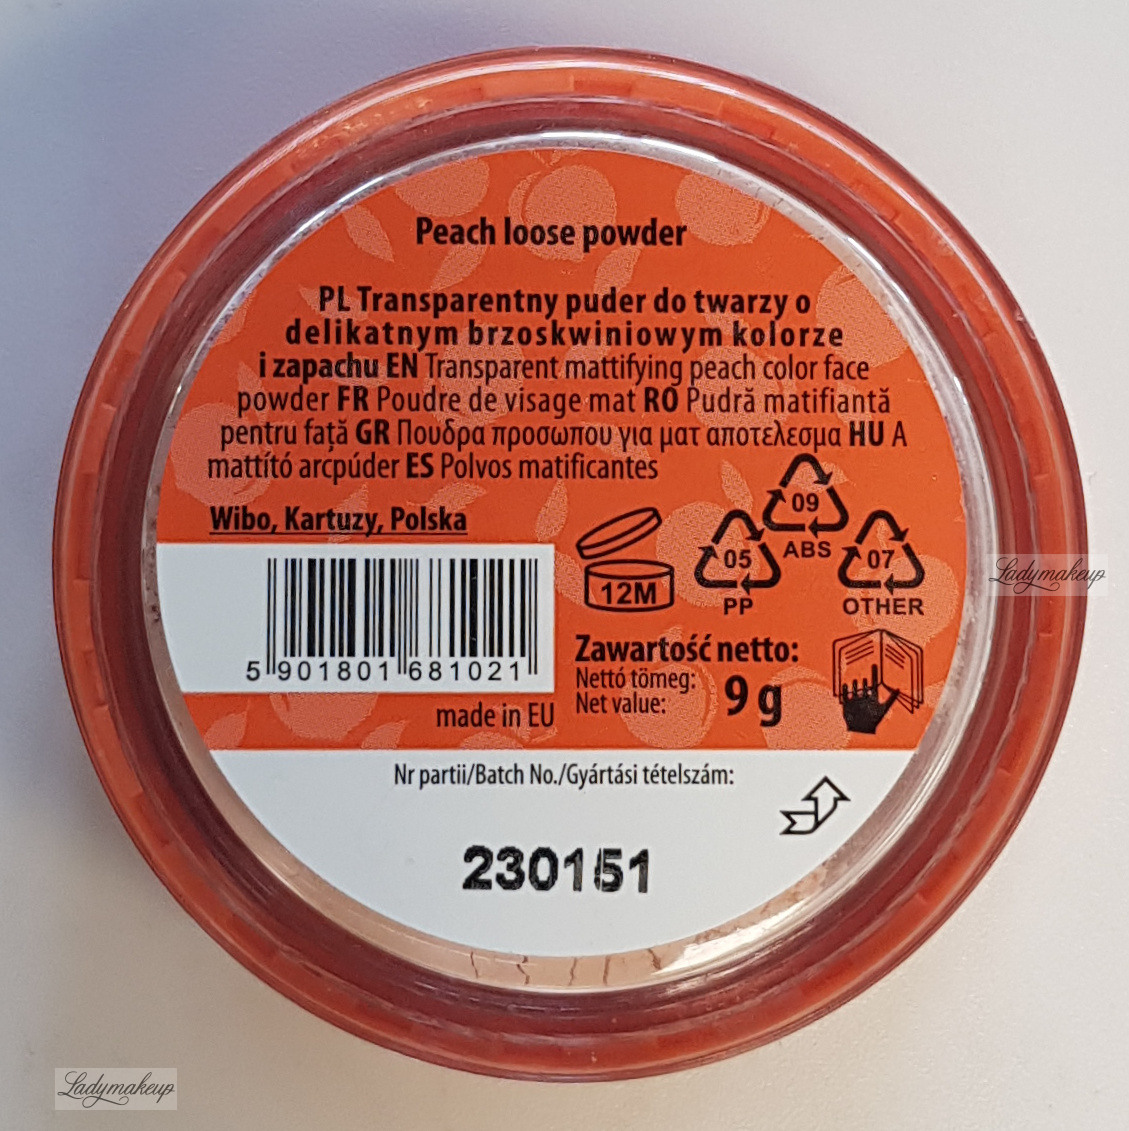 Peach loose powder
PL Transparentny puder do twarzy o
delikatnym brzoskwiniowym kolorze
i zapachu EN Transparent mattifying peach color face
powder FR Poudre de visage mat RO Pudră matifiantă
pentru față GR Πουδρα προσωπου για ματ αποτελεσμα HU A
mattító arcpúder ES Polvos matificantes
Wibo, Kartuzy, Polska
09
ABS
05
PP
07
OTHER
12M
5 901801 681021
made in EU
Zawartość netto:
Nettó tömeg:
Net value:
9 g
Nr partii/Batch No./Gyártási tételszám:
230151
Ladymakeup
Ladymakeup